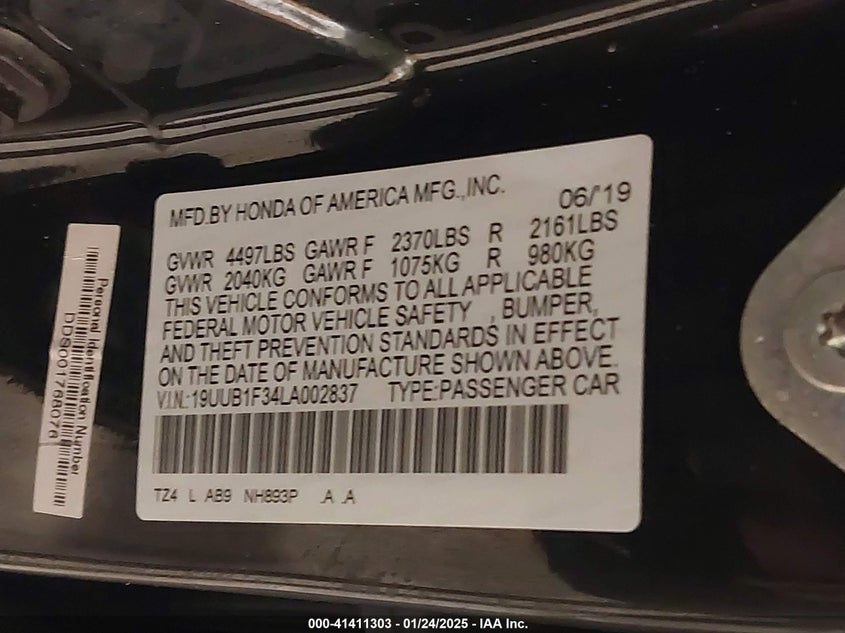 MFD.BY HONDA OF AMERICA MFG.,INC. 06/'19
GVWR 4497LBS GAWR F 2370LBS R 2161LBS
GVWR 2040KG GAWR F 1075KG R 980KG
THIS VEHICLE CONFORMS TO ALL APPLICABLE
FEDERAL MOTOR VEHICLE SAFETY , BUMPER,
AND THEFT PREVENTION STANDARDS IN EFFECT
ON THE DATE OF MANUFACTURE SHOWN ABOVE.
V.I.N.:19UUB1F34LA002837 TYPE:PASSENGER CAR
TZ4 L AB9 NH893P .A .A
Personal Identification Number
DDS001768076
000-41411303 - 01/24/2025 - IAA Inc.